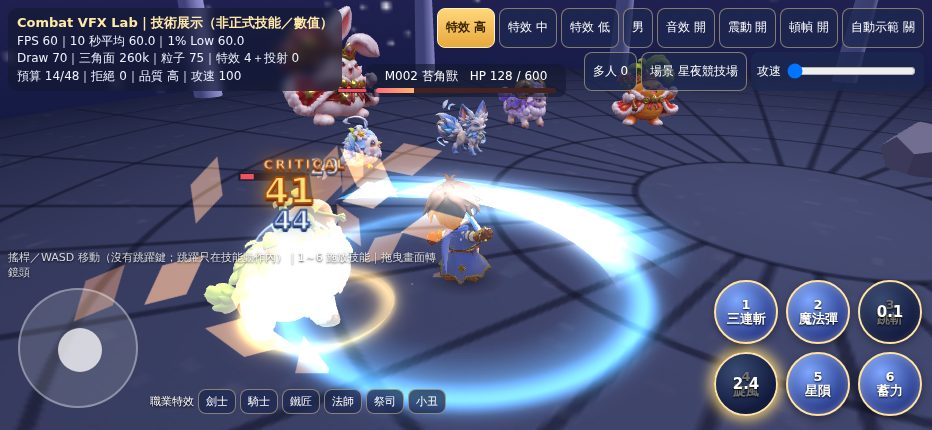 Combat VFX Lab｜技術展示（非正式技能／數值）
FPS 60｜10 秒平均 60.0｜1% Low 60.0
Draw 70｜三角面 260k｜粒子 75｜特效 4＋投射 0
預算 14/48｜拒絕 0｜品質 高｜攻速 100
特效 高
特效 中
特效 低
男
音效 開
震動 開
頓幀 開
自動示範 關
多人 0
場景 星夜競技場
攻速
M002 苔角獸 HP 128 / 600
CRITICAL
41
44
搖桿／WASD 移動（沒有跳躍鍵；跳躍只在技能動作內）｜1～6 施放技能｜拖曳畫面轉
鏡頭
1
三連斬
2
魔法彈
0.1
2.4
旋風
5
星隕
6
蓄力
職業特效
劍士
騎士
鐵匠
法師
祭司
小丑